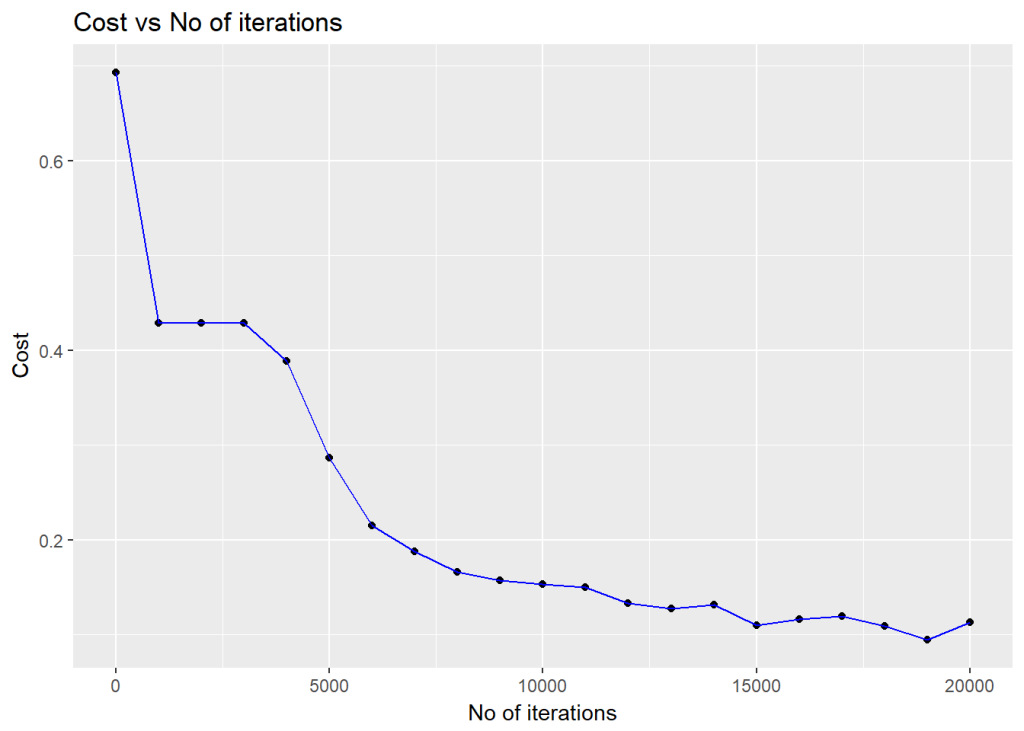 Cost vs No of iterations
0.6
0.4
0.2
Cost
0
5000
10000
15000
20000
No of iterations